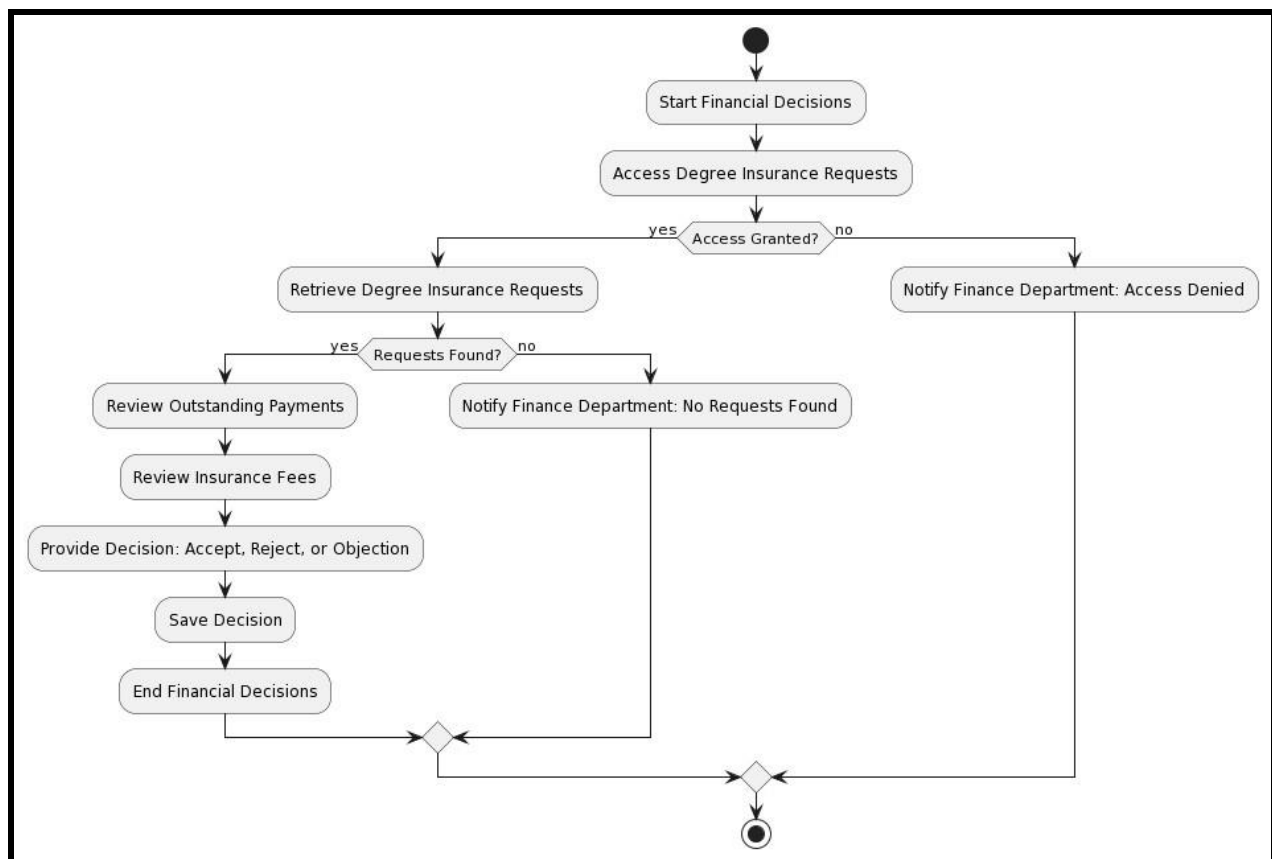 Start Financial Decisions
Access Degree Insurance Requests
yes
Access Granted?
no
Retrieve Degree Insurance Requests
Notify Finance Department: Access Denied
yes
Requests Found?
no
Review Outstanding Payments
Notify Finance Department: No Requests Found
Review Insurance Fees
Provide Decision: Accept, Reject, or Objection
Save Decision
End Financial Decisions